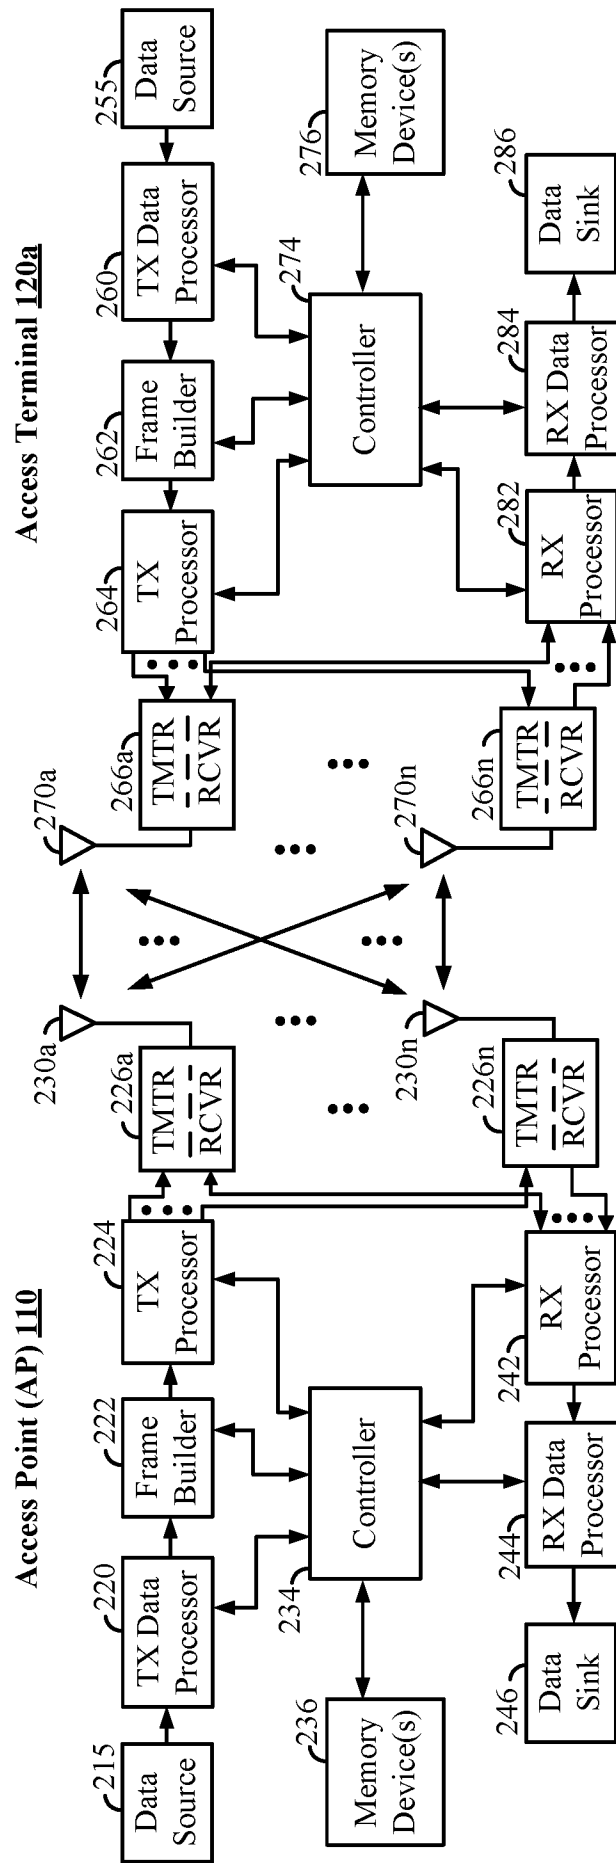 Access Point (AP) 110
Access Terminal 120a
215
Data
Source
220
TX Data
Processor
222
Frame
Builder
224
TX
Processor
226a
TMTR
RCVR
230a
270a
266a
TMTR
RCVR
264
TX
Processor
262
Frame
Builder
260
TX Data
Processor
255
Data
Source
236
Memory
Device(s)
234
Controller
274
Controller
276
Memory
Device(s)
230n
270n
246
Data
Sink
244
RX Data
Processor
242
RX
Processor
226n
TMTR
RCVR
266n
TMTR
RCVR
282
RX
Processor
284
RX Data
Processor
286
Data
Sink